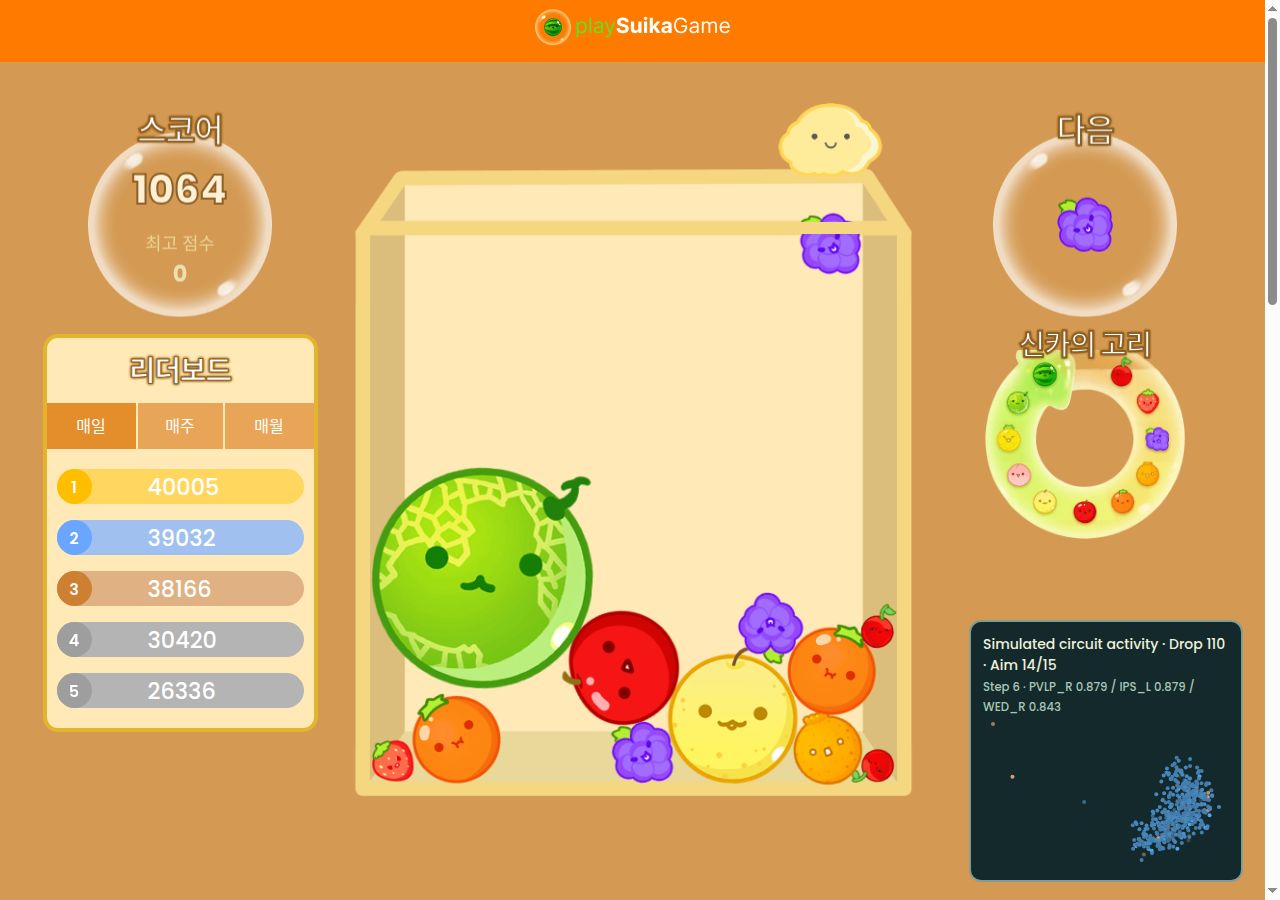 playSuikaGame
스코어
1064
최고 점수
0
리더보드
매일 매주 매월
1 40005
2 39032
3 38166
4 30420
5 26336
다음
신카의 고리
Simulated circuit activity · Drop 110
· Aim 14/15
Step 6 · PVLP_R 0.879 / IPS_L 0.879 /
WED_R 0.843